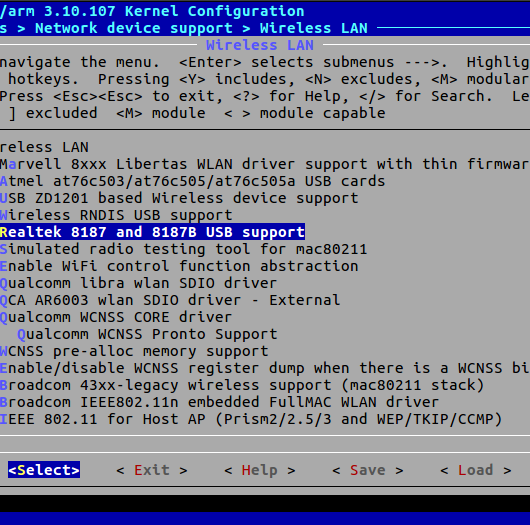 /arm 3.10.107 Kernel Configuration
s > Network device support > Wireless LAN
Wireless LAN
navigate the menu.  <Enter> selects submenus --->.  Highlig
hotkeys.  Pressing <Y> includes, <N> excludes, <M> modular
Press <Esc><Esc> to exit, <?> for Help, </> for Search.  Le
] excluded  <M> module  < > module capable
reless LAN
Marvell 8xxx Libertas WLAN driver support with thin firmwar
Atmel at76c503/at76c505/at76c505a USB cards
USB ZD1201 based Wireless device support
Wireless RNDIS USB support
Realtek 8187 and 8187B USB support
Simulated radio testing tool for mac80211
Enable WiFi control function abstraction
Qualcomm libra wlan SDIO driver
QCA AR6003 wlan SDIO driver - External
Qualcomm WCNSS CORE driver
Qualcomm WCNSS Pronto Support
WCNSS pre-alloc memory support
Enable/disable WCNSS register dump when there is a WCNSS bi
Broadcom 43xx-legacy wireless support (mac80211 stack)
Broadcom IEEE802.11n embedded FullMAC WLAN driver
IEEE 802.11 for Host AP (Prism2/2.5/3 and WEP/TKIP/CCMP)
<Select>    < Exit >    < Help >    < Save >    < Load >